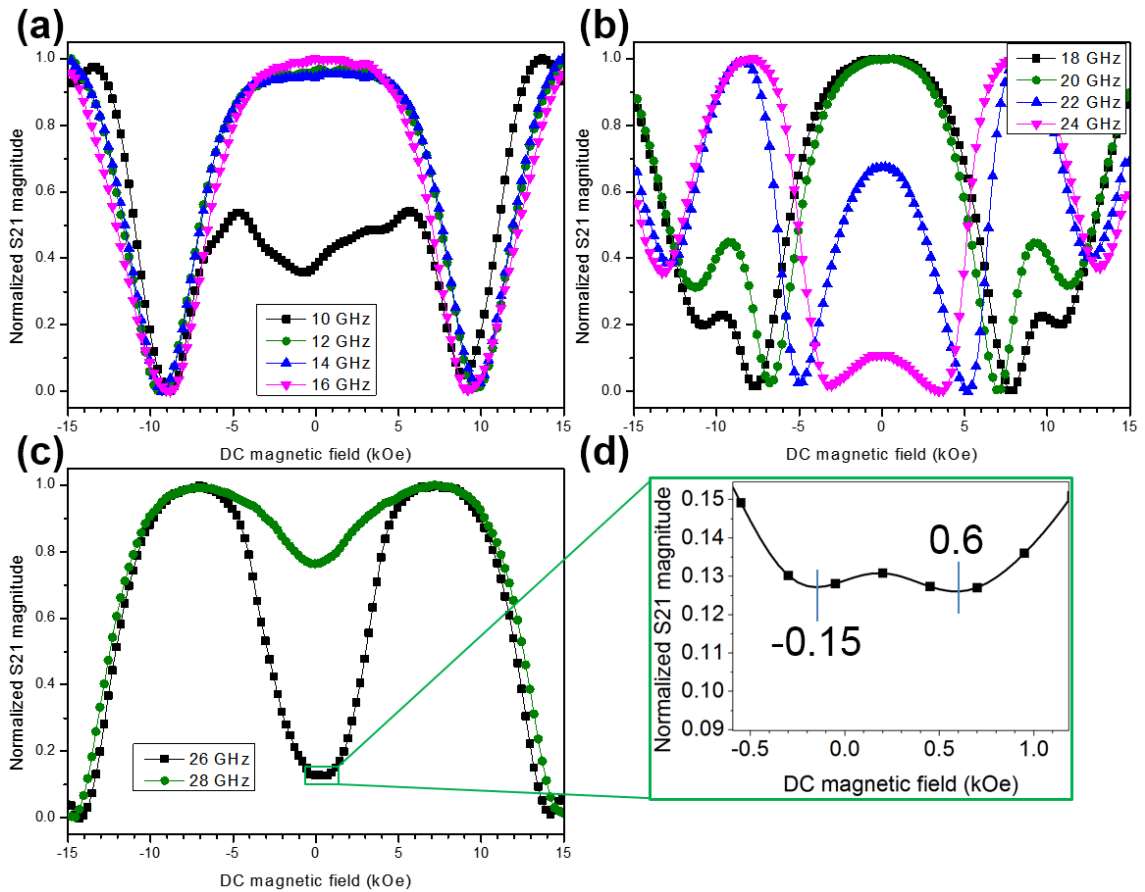 (a)
Normalized S21 magnitude
1.0
0.8
0.6
0.4
0.2
0.0
10 GHz
12 GHz
14 GHz
16 GHz
-15 -10 -5 0 5 10 15
DC magnetic field (kOe)
(b)
Normalized S21 magnitude
1.0
0.8
0.6
0.4
0.2
0.0
18 GHz
20 GHz
22 GHz
24 GHz
-15 -10 -5 0 5 10 15
DC magnetic field (kOe)
(c)
Normalized S21 magnitude
1.0
0.8
0.6
0.4
0.2
0.0
26 GHz
28 GHz
-15 -10 -5 0 5 10 15
DC magnetic field (kOe)
(d)
Normalized S21 magnitude
0.15
0.14
0.13
0.12
0.11
0.10
0.09
0.6
-0.15
-0.5 0.0 0.5 1.0
DC magnetic field (kOe)